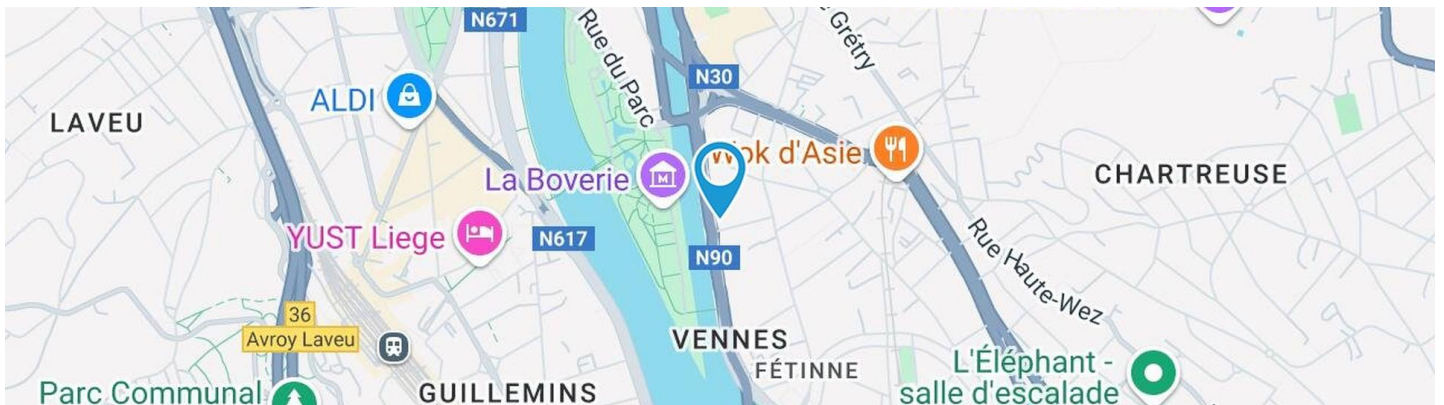 N671
Rue du Parc
Grétry
N30
ALDI
LAVEU
Wok d'Asie
La Boverie
CHARTREUSE
YUST Liege
N617
N90
Rue Haute-Wez
36
Avroy Laveu
VENNES
FÉTINNE
L'Éléphant -
salle d'escalade
Parc Communal
GUILLEMINS